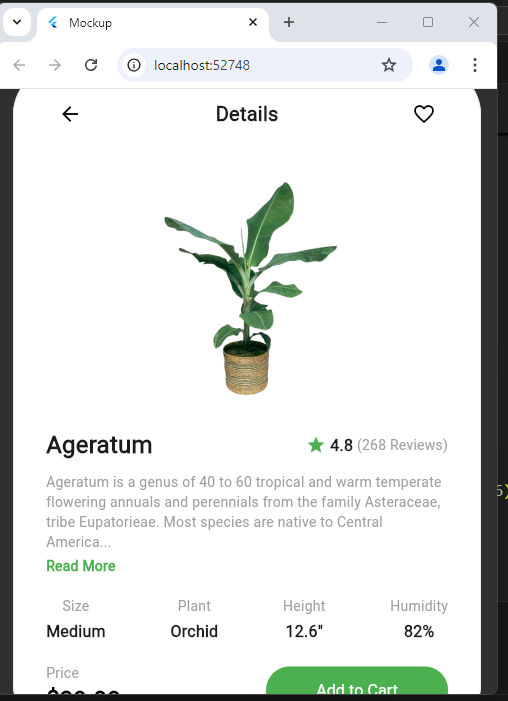 Mockup
localhost:52748
Details
Ageratum
4.8 (268 Reviews)
Ageratum is a genus of 40 to 60 tropical and warm temperate
flowering annuals and perennials from the family Asteraceae,
tribe Eupatorieae. Most species are native to Central
America...
Read More
Size Plant Height Humidity
Medium Orchid 12.6" 82%
Price
Add to Cart